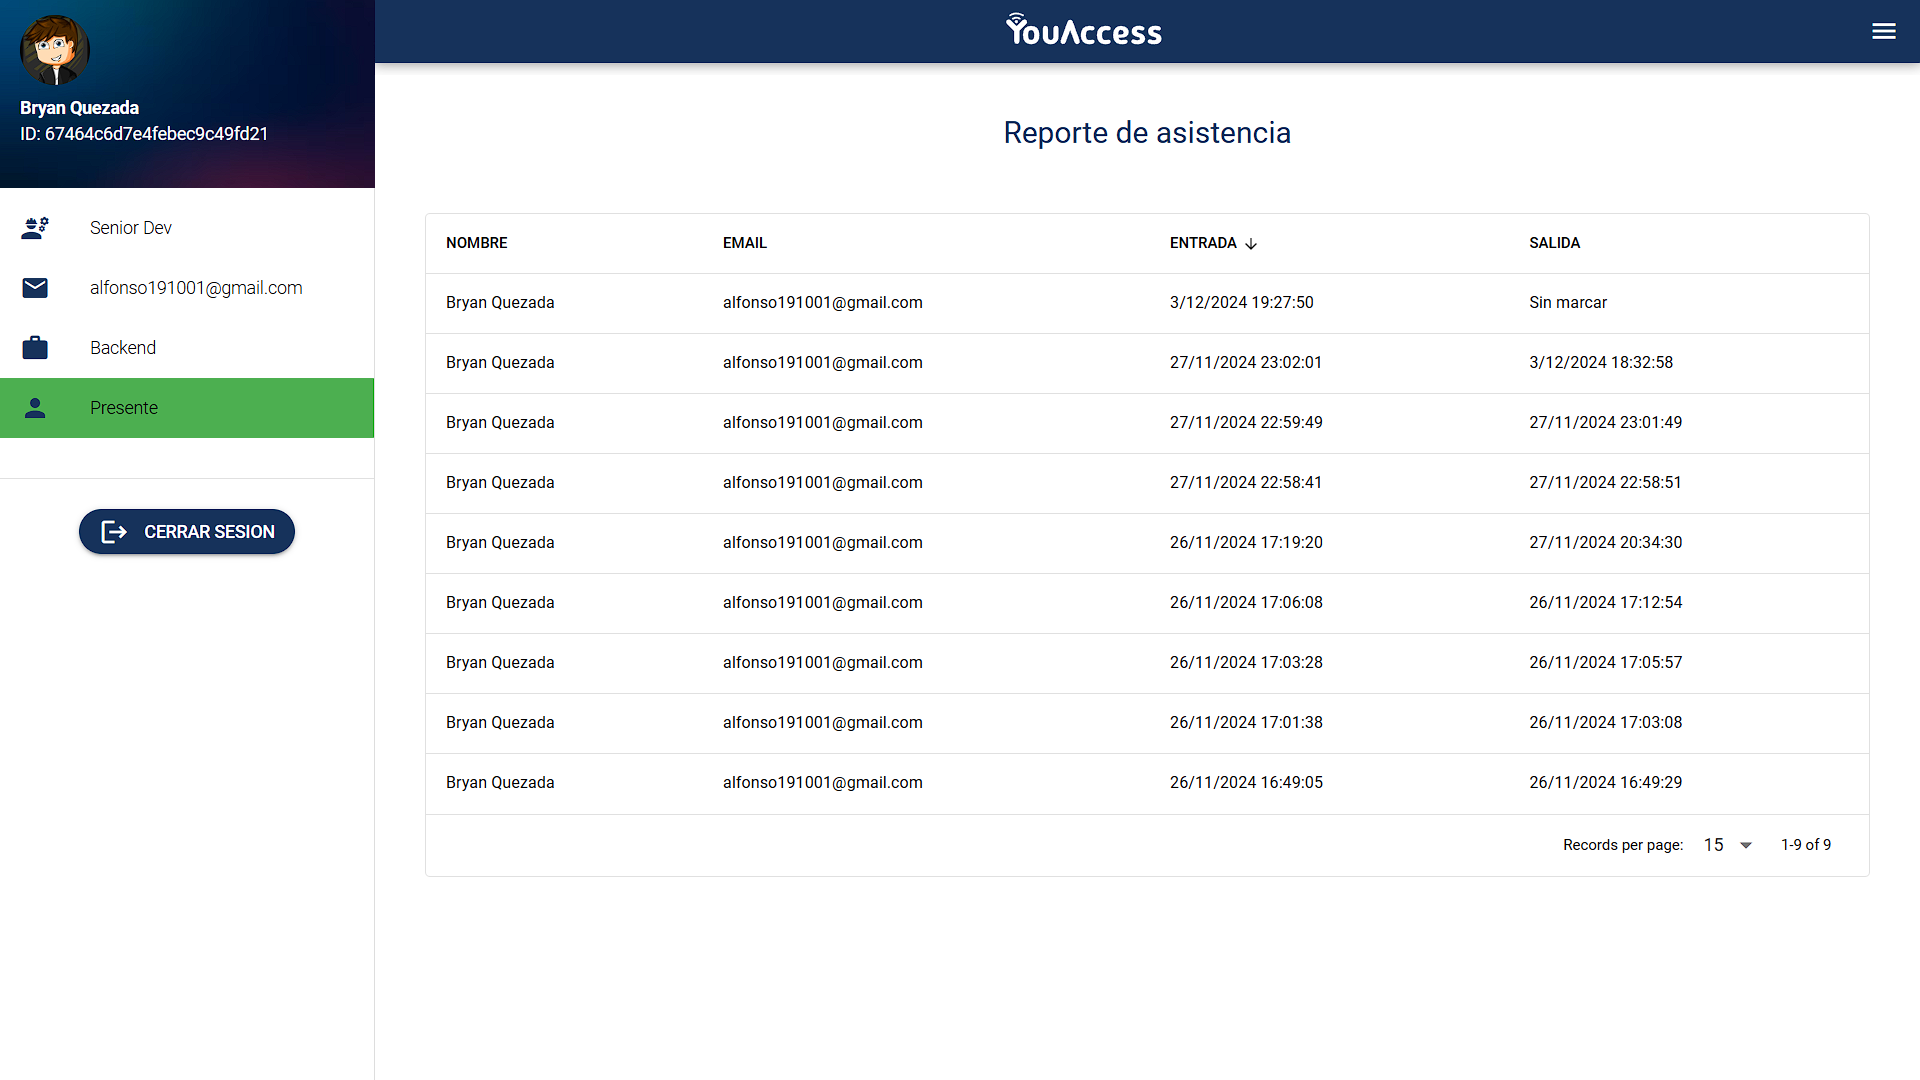 Bryan Quezada
ID: 67464c6d7e4febec9c49fd21
Senior Dev
alfonso191001@gmail.com
Backend
Presente
CERRAR SESION
YouAccess
Reporte de asistencia
NOMBRE EMAIL ENTRADA SALIDA
Bryan Quezada alfonso191001@gmail.com 3/12/2024 19:27:50 Sin marcar
Bryan Quezada alfonso191001@gmail.com 27/11/2024 23:02:01 3/12/2024 18:32:58
Bryan Quezada alfonso191001@gmail.com 27/11/2024 22:59:49 27/11/2024 23:01:49
Bryan Quezada alfonso191001@gmail.com 27/11/2024 22:58:41 27/11/2024 22:58:51
Bryan Quezada alfonso191001@gmail.com 26/11/2024 17:19:20 27/11/2024 20:34:30
Bryan Quezada alfonso191001@gmail.com 26/11/2024 17:06:08 26/11/2024 17:12:54
Bryan Quezada alfonso191001@gmail.com 26/11/2024 17:03:28 26/11/2024 17:05:57
Bryan Quezada alfonso191001@gmail.com 26/11/2024 17:01:38 26/11/2024 17:03:08
Bryan Quezada alfonso191001@gmail.com 26/11/2024 16:49:05 26/11/2024 16:49:29
Records per page: 15 1-9 of 9